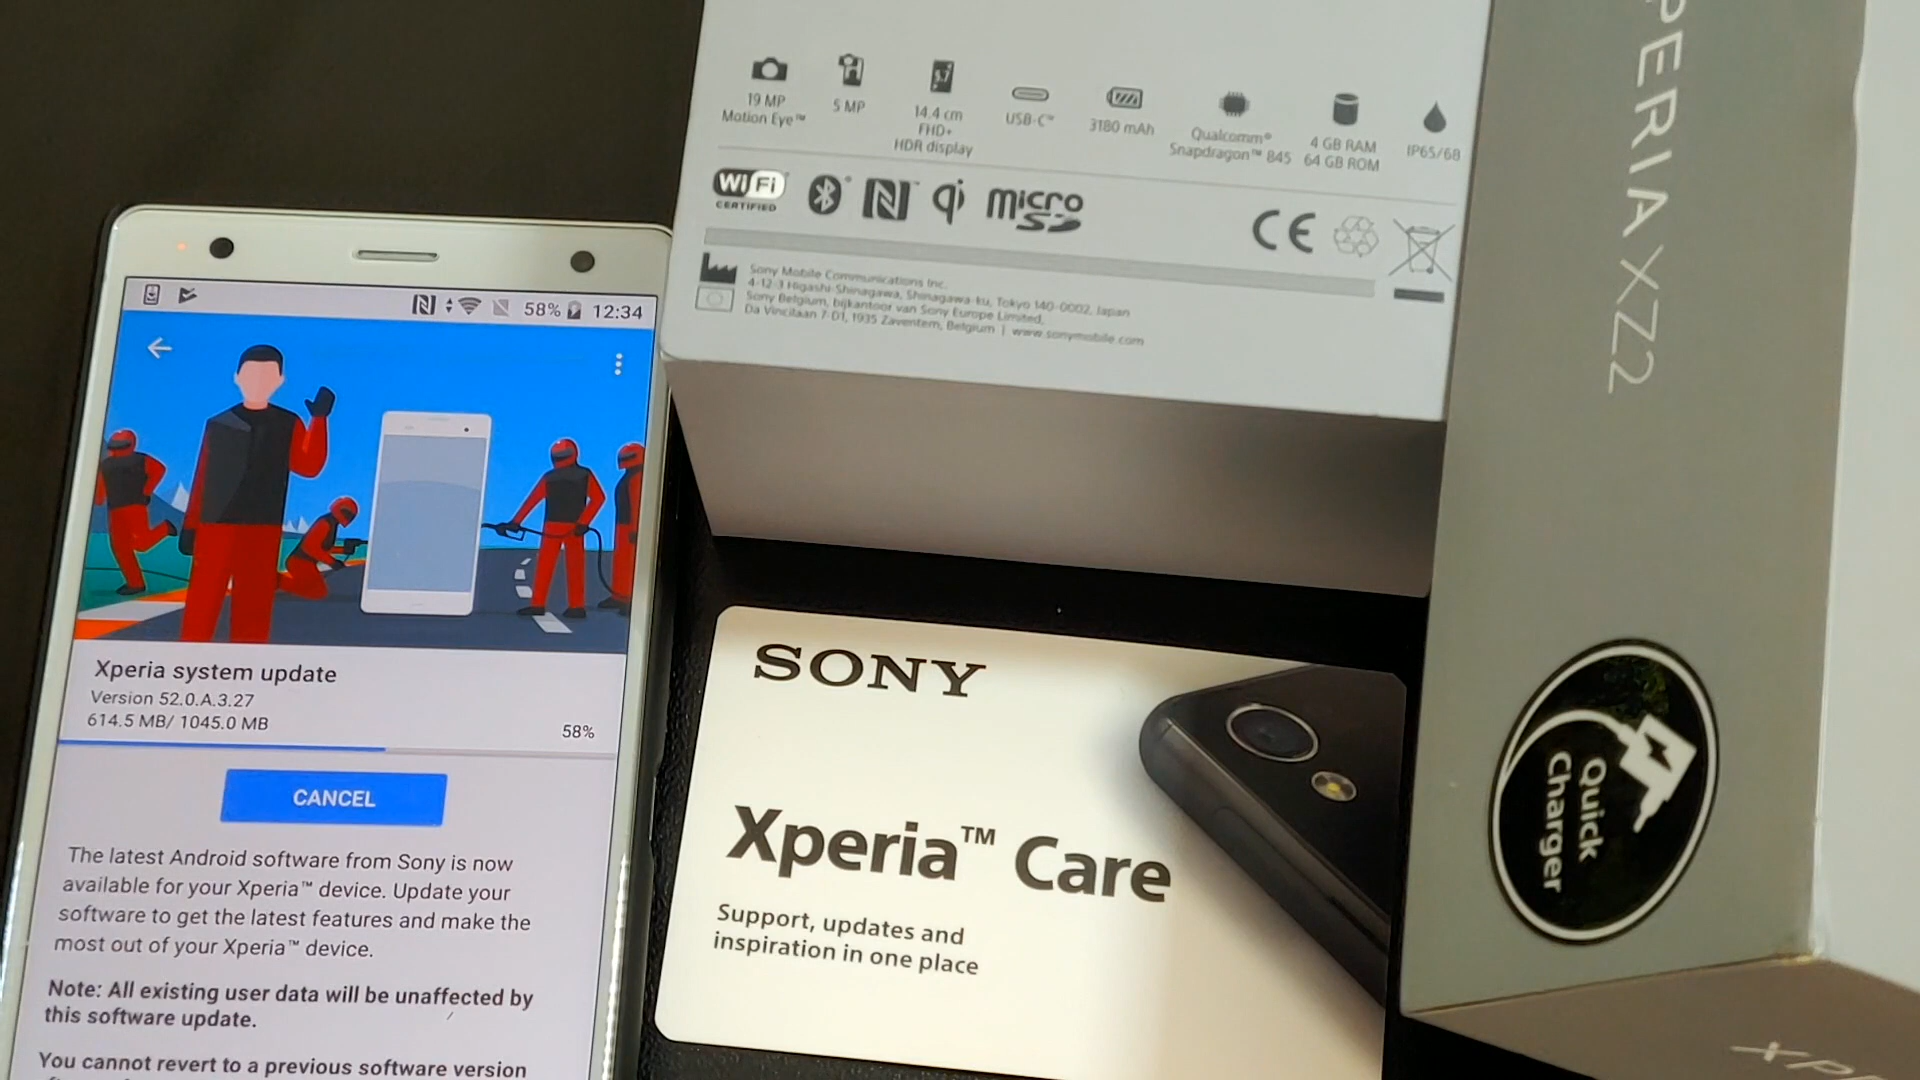 58% 12:34
Xperia system update
Version 52.0.A.3.27
614.5 MB/ 1045.0 MB
58%
CANCEL
The latest Android software from Sony is now
available for your Xperia™ device. Update your
software to get the latest features and make the
most out of your Xperia™ device.
Note: All existing user data will be unaffected by
this software update.
You cannot revert to a previous software version
19 MP
Motion Eye™
5 MP
5.7
14.4 cm
FHD+
HDR display
USB-C™
3180 mAh
Qualcomm®
Snapdragon™ 845
4 GB RAM
64 GB ROM
IP65/68
WiFi
CERTIFIED
qi
micro
SD
CE
Sony Mobile Communications Inc.
4-12-3 Higashi-Shinagawa, Shinagawa-ku, Tokyo 140-0002, Japan
Sony Belgium, bijkantoor van Sony Europe Limited,
Da Vincilaan 7-D1, 1935 Zaventem, Belgium | www.sonymobile.com
SONY
Xperia™ Care
Support, updates and
inspiration in one place
PERIA XZ2
Quick
Charger
XP